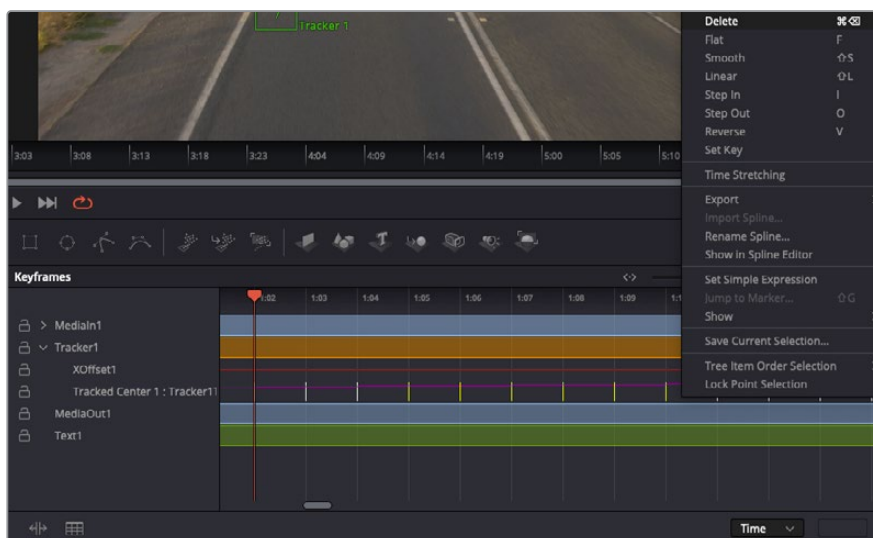 Tracker 1
Delete ⌘⌫
Flat F
Smooth ⇧S
Linear ⇧L
Step In I
Step Out O
Reverse V
Set Key
Time Stretching
Export
Import Spline...
Rename Spline...
Show in Spline Editor
Set Simple Expression
Jump to Marker... ⇧G
Show
Save Current Selection...
Tree Item Order Selection
Lock Point Selection
3:03 3:08 3:13 3:18 3:23 4:04 4:09 4:14 4:19 5:00 5:05 5:10
Keyframes
1:02 1:03 1:04 1:05 1:06 1:07 1:08 1:09
MediaIn1
Tracker1
XOffset1
Tracked Center 1 : Tracker1
MediaOut1
Text1
Time